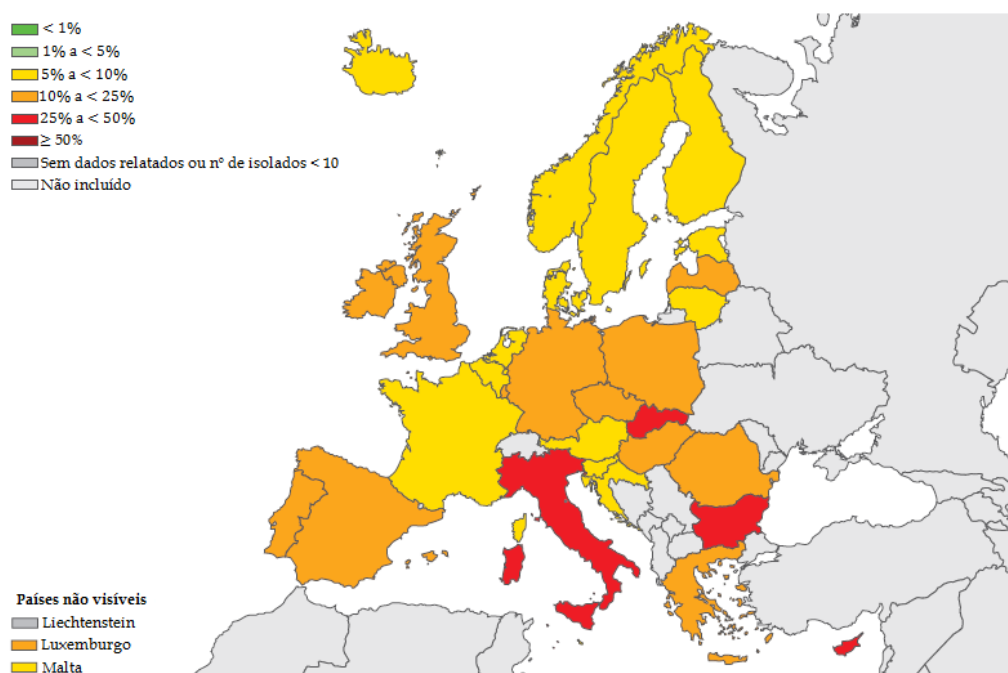 < 1%
1% a < 5%
5% a < 10%
10% a < 25%
25% a < 50%
≥ 50%
Sem dados relatados ou nº de isolados < 10
Não incluído
Países não visíveis
Liechtenstein
Luxemburgo
Malta